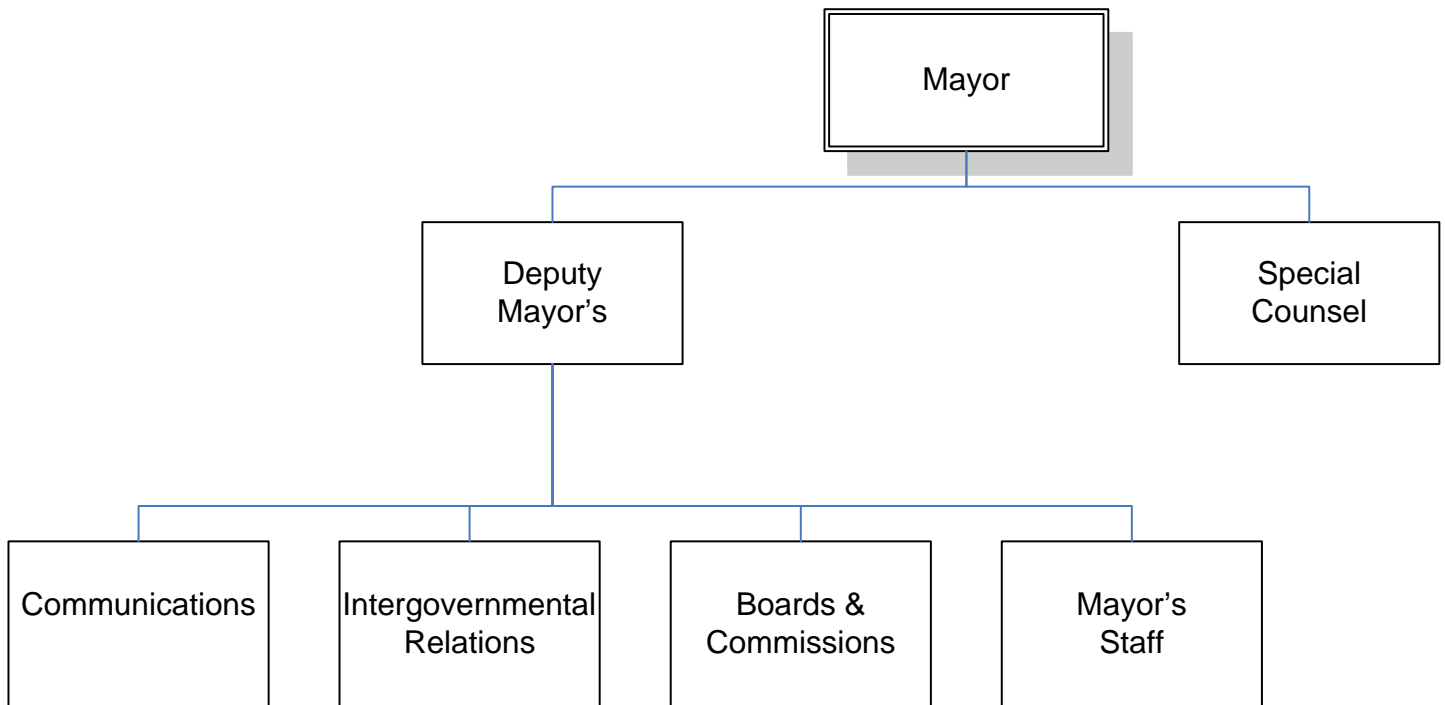 Mayor
Deputy
Mayor’s
Special
Counsel
Communications
Intergovernmental
Relations
Boards &
Commissions
Mayor’s
Staff